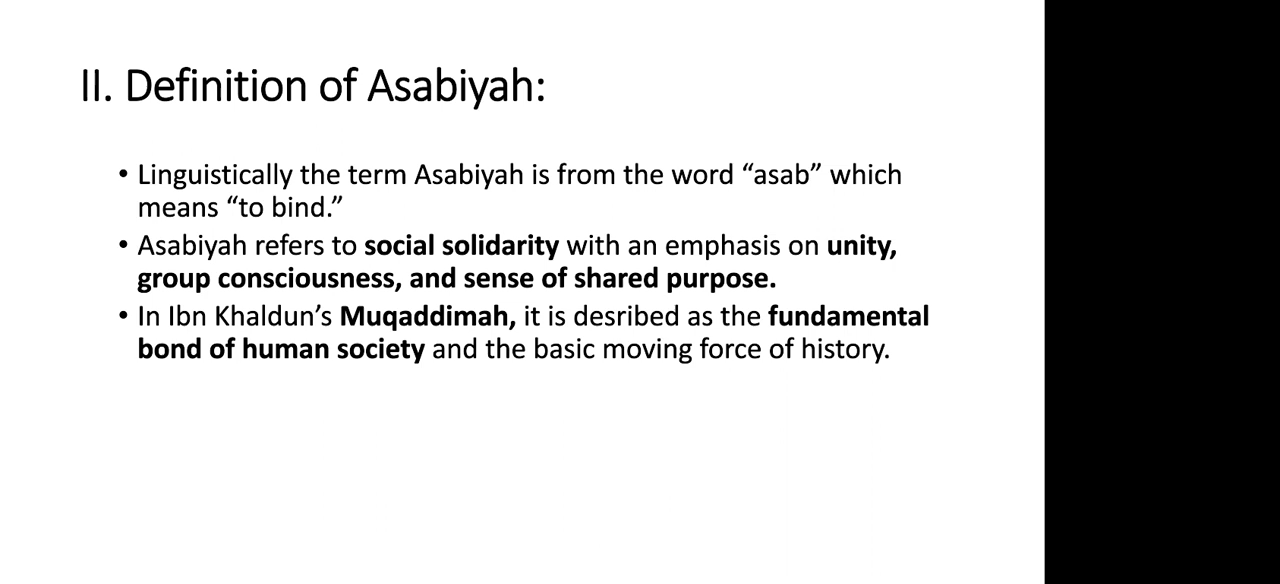 II. Definition of Asabiyah:
• Linguistically the term Asabiyah is from the word “asab” which
means “to bind.”
• Asabiyah refers to social solidarity with an emphasis on unity,
group consciousness, and sense of shared purpose.
• In Ibn Khaldun’s Muqaddimah, it is desribed as the fundamental
bond of human society and the basic moving force of history.